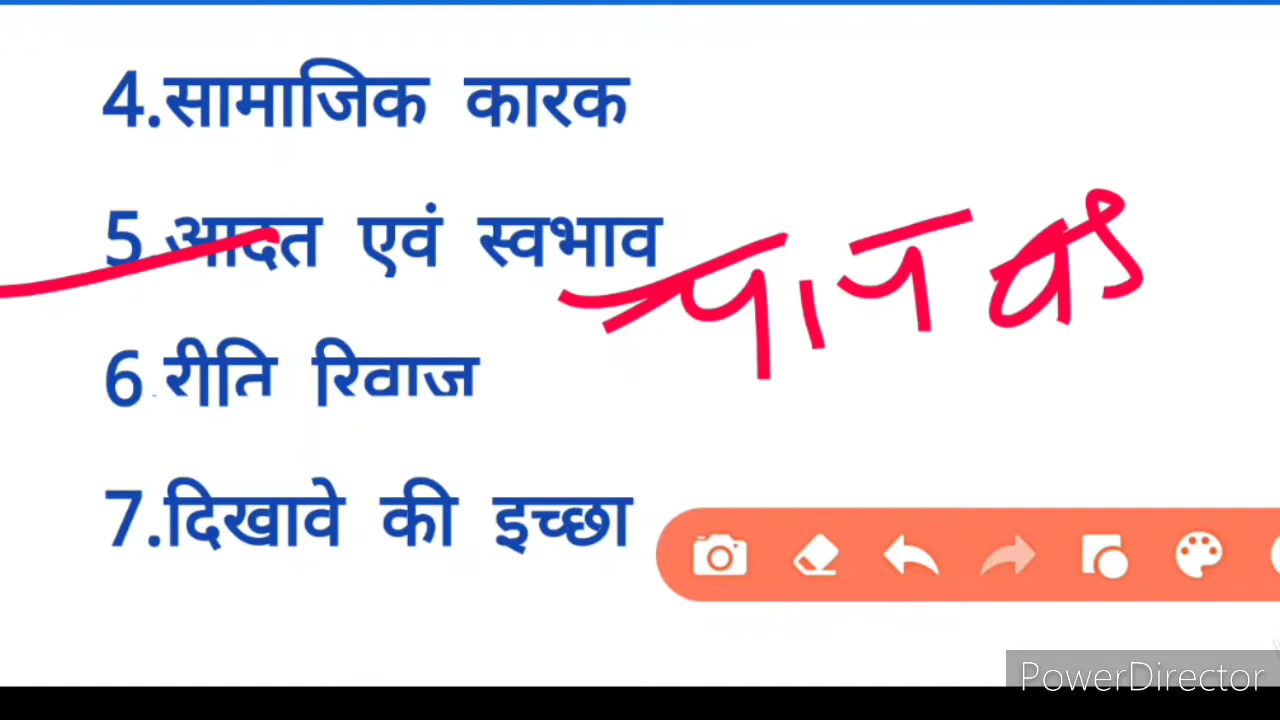 4.सामाजिक कारक
5.आदत एवं स्वभाव
6.रीति रिवाज
7.दिखावे की इच्छा
PowerDirector